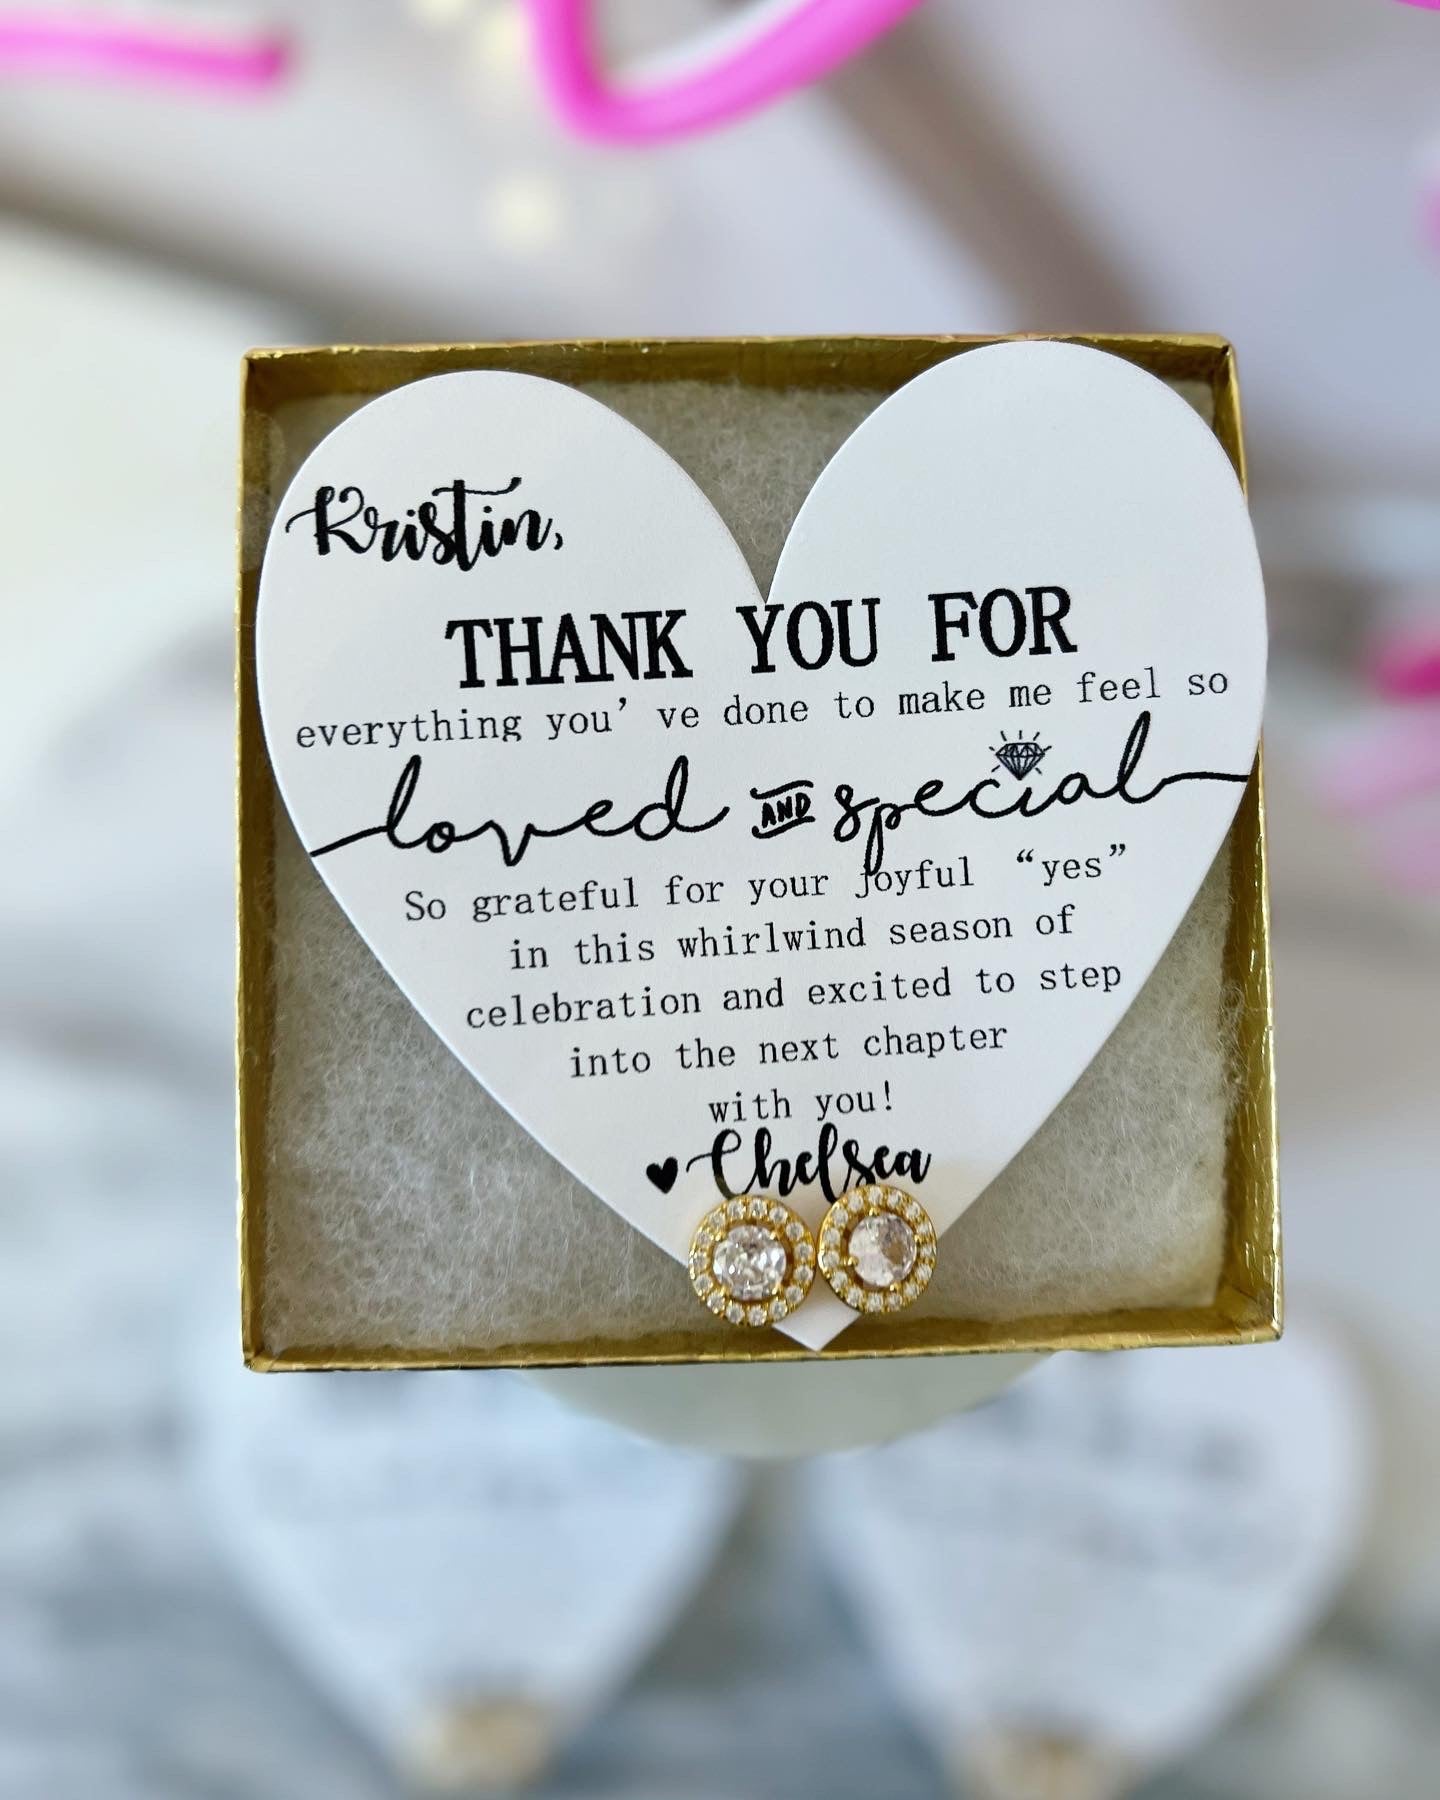 Kristin,
THANK YOU FOR
everything you've done to make me feel so
loved AND special
So grateful for your joyful “yes”
in this whirlwind season of
celebration and excited to step
into the next chapter
with you!
♥Chelsea